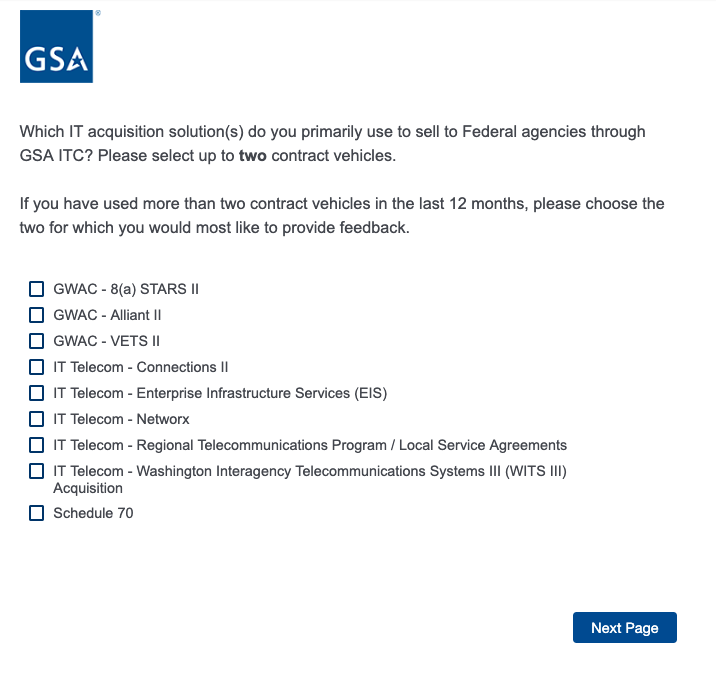 GSA ®
Which IT acquisition solution(s) do you primarily use to sell to Federal agencies through
GSA ITC? Please select up to two contract vehicles.
If you have used more than two contract vehicles in the last 12 months, please choose the
two for which you would most like to provide feedback.
GWAC - 8(a) STARS II
GWAC - Alliant II
GWAC - VETS II
IT Telecom - Connections II
IT Telecom - Enterprise Infrastructure Services (EIS)
IT Telecom - Networx
IT Telecom - Regional Telecommunications Program / Local Service Agreements
IT Telecom - Washington Interagency Telecommunications Systems III (WITS III)
Acquisition
Schedule 70
Next Page